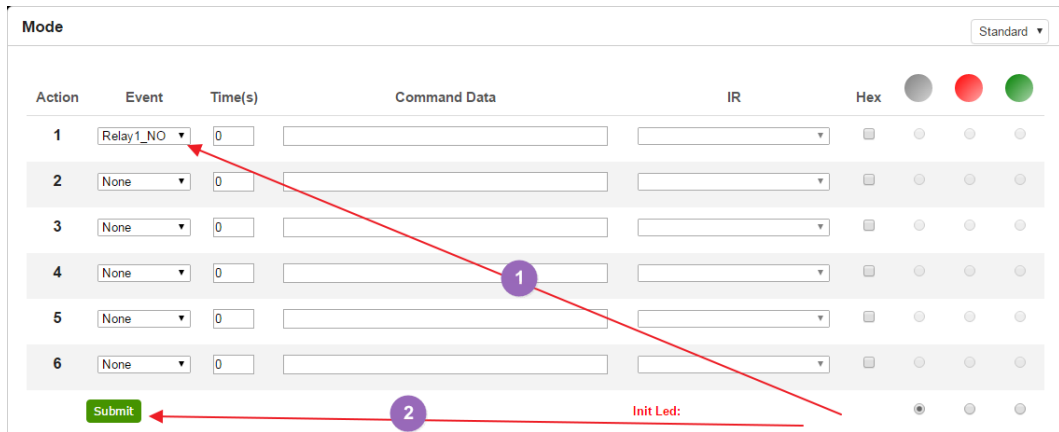 Mode
Standard
Action Event Time(s) Command Data IR Hex
1 Relay1_NO 0
2 None 0
3 None 0
4 None 0
1
5 None 0
6 None 0
Submit 2 Init Led: